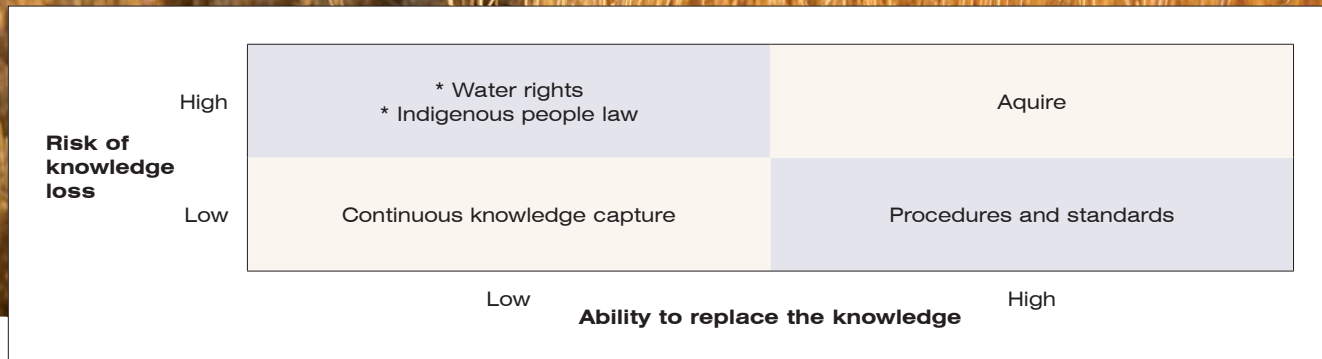 High
* Water rights
* Indigenous people law
Aquire
Risk of
knowledge
loss
Low
Continuous knowledge capture
Procedures and standards
Low
High
Ability to replace the knowledge